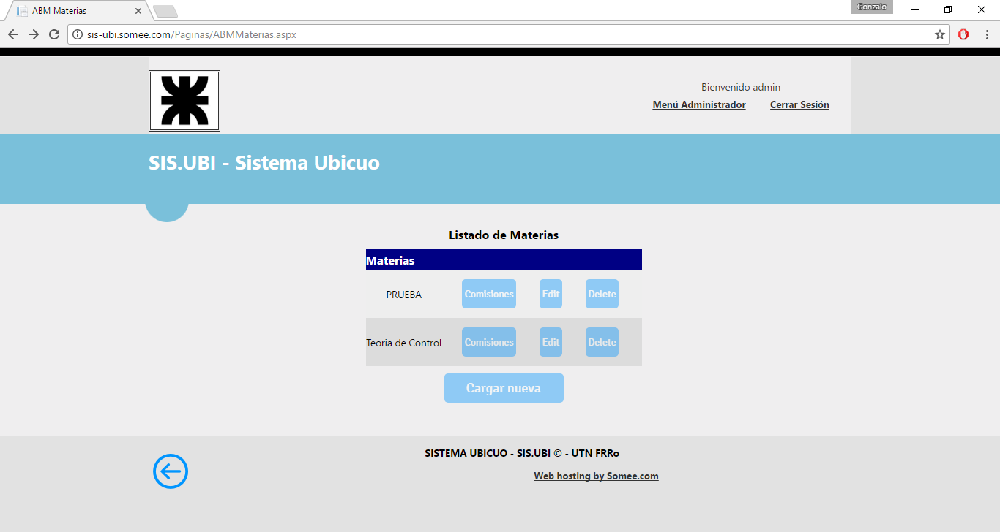 ABM Materias
Gonzalo
sis-ubi.somee.com/Paginas/ABMMaterias.aspx
Bienvenido admin
Menú Administrador Cerrar Sesión
SIS.UBI - Sistema Ubicuo
Listado de Materias
Materias
PRUEBA Comisiones Edit Delete
Teoria de Control Comisiones Edit Delete
Cargar nueva
SISTEMA UBICUO - SIS.UBI © - UTN FRRo
Web hosting by Somee.com